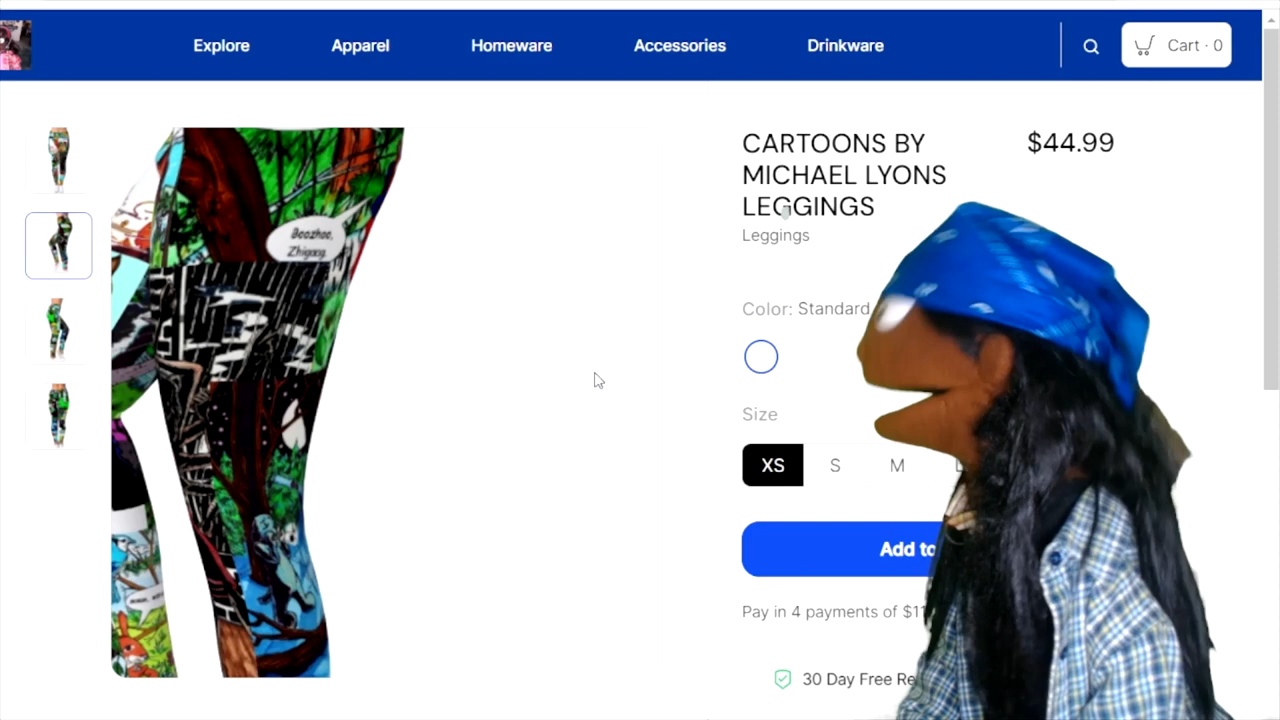 Explore
Apparel
Homeware
Accessories
Drinkware
Cart · 0
CARTOONS BY
MICHAEL LYONS
LEGGINGS
$44.99
Leggings
Color: Standard
Size
XS
S
M
Add to
Pay in 4 payments of $11
30 Day Free Re
Boozhoo,
Zhigaag.